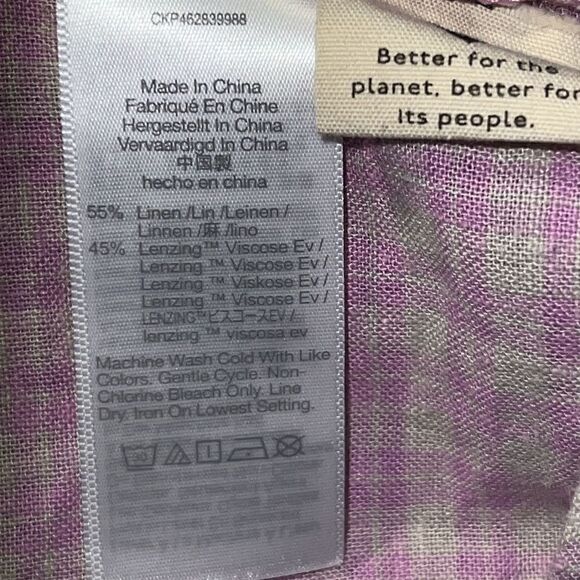 CKP462839988
Better for the
planet, better for
Its people.
Made In China
Fabriqué En Chine
Hergestellt In China
Vervaardigd In China
中国製
hecho en china
55% Linen /Lin /Leinen /
Linnen /麻 /lino
45% Lenzing™ Viscose Ev /
Lenzing ™ Viscose Ev /
Lenzing ™ Viskose Ev /
Lenzing ™ Viscose Ev /
LENZING™ビスコースEV /
lenzing ™ viscosa ev
Machine Wash Cold With Like
Colors. Gentle Cycle. Non-
Chlorine Bleach Only. Line
Dry. Iron On Lowest Setting.